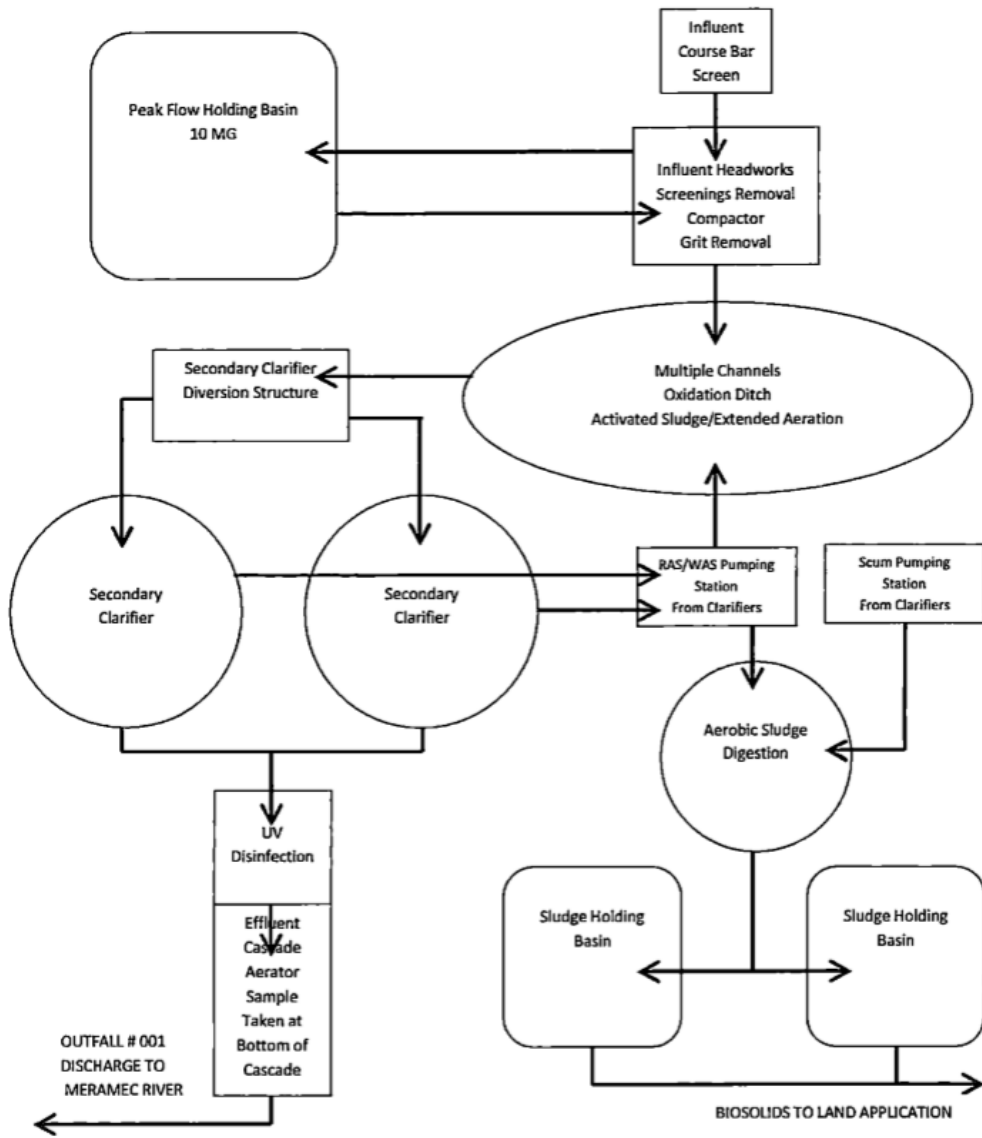 Influent
Course Bar
Screen
Peak Flow Holding Basin
10 MG
Influent Headworks
Screenings Removal
Compactor
Grit Removal
Secondary Clarifier
Diversion Structure
Multiple Channels
Oxidation Ditch
Activated Sludge/Extended Aeration
Secondary
Clarifier
Secondary
Clarifier
RAS/WAS Pumping
Station
From Clarifiers
Scum Pumping
Station
From Clarifiers
Aerobic Sludge
Digestion
UV
Disinfection
Effluent
Cascade
Aerator
Sample
Taken at
Bottom of
Cascade
Sludge Holding
Basin
Sludge Holding
Basin
OUTFALL # 001
DISCHARGE TO
MERAMEC RIVER
BIOSOLIDS TO LAND APPLICATION